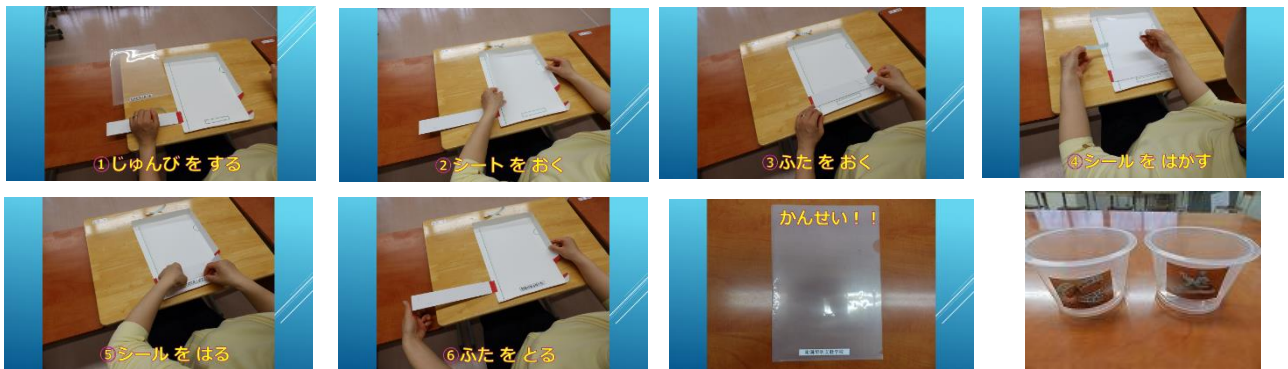 ①じゅんび を する
②シート を おく
③ふた を おく
④シール を はがす
⑤シール を はる
⑥ふた を とる
かんせい！！